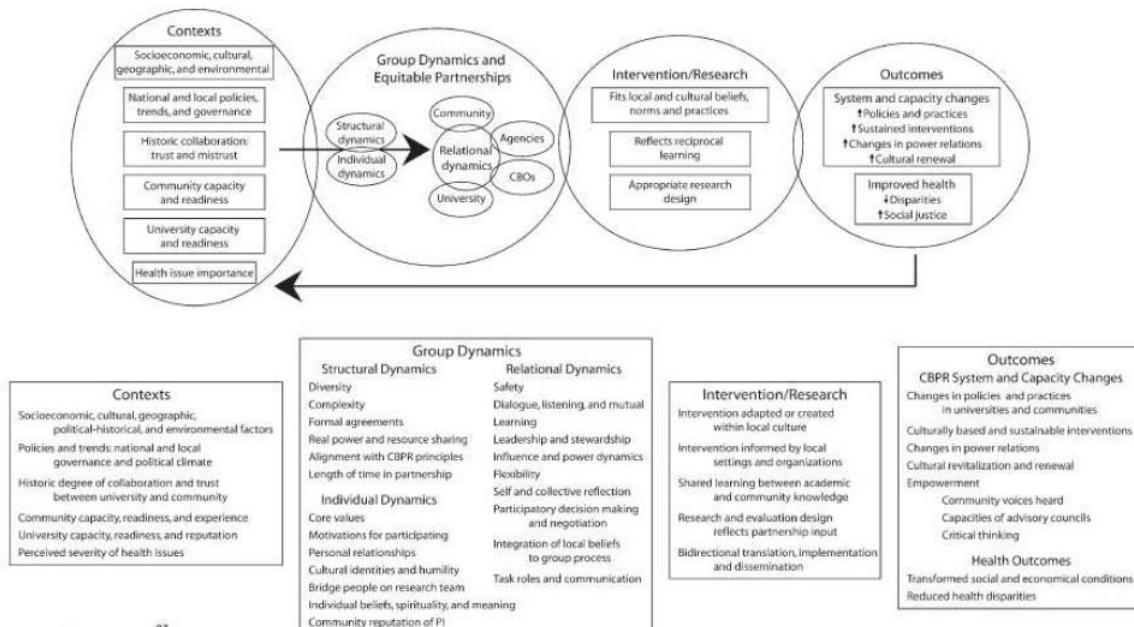 Contexts
Socioeconomic, cultural,
geographic, and environmental
National and local policies,
trends, and governance
Historic collaboration:
trust and mistrust
Community capacity
and readiness
University capacity
and readiness
Health issue importance
Group Dynamics and
Equitable Partnerships
Structural
dynamics
Individual
dynamics
Community
Agencies
Relational
dynamics
CBOs
University
Intervention/Research
Fits local and cultural beliefs,
norms and practices
Reflects reciprocal
learning
Appropriate research
design
Outcomes
System and capacity changes
↑Policies and practices
↑Sustained interventions
↑Changes in power relations
↑Cultural renewal
Improved health
↓Disparities
↑Social justice
Contexts
Socioeconomic, cultural, geographic,
political-historical, and environmental factors
Policies and trends: national and local
governance and political climate
Historic degree of collaboration and trust
between university and community
Community capacity, readiness, and experience
University capacity, readiness, and reputation
Perceived severity of health issues
Group Dynamics
Structural Dynamics
Diversity
Complexity
Formal agreements
Real power and resource sharing
Alignment with CBPR principles
Length of time in partnership
Individual Dynamics
Core values
Motivations for participating
Personal relationships
Cultural identities and humility
Bridge people on research team
Individual beliefs, spirituality, and meaning
Community reputation of PI
Relational Dynamics
Safety
Dialogue, listening, and mutual
Learning
Leadership and stewardship
Influence and power dynamics
Flexibility
Self and collective reflection
Participatory decision making
and negotiation
Integration of local beliefs
to group process
Task roles and communication
Intervention/Research
Intervention adapted or created
within local culture
Intervention informed by local
settings and organizations
Shared learning between academic
and community knowledge
Research and evaluation design
reflects partnership input
Bidirectional translation, implementation
and dissemination
Outcomes
CBPR System and Capacity Changes
Changes in policies and practices
in universities and communities
Culturally based and sustainable interventions
Changes in power relations
Cultural revitalization and renewal
Empowerment
Community voices heard
Capacities of advisory councils
Critical thinking
Health Outcomes
Transformed social and economical conditions
Reduced health disparities